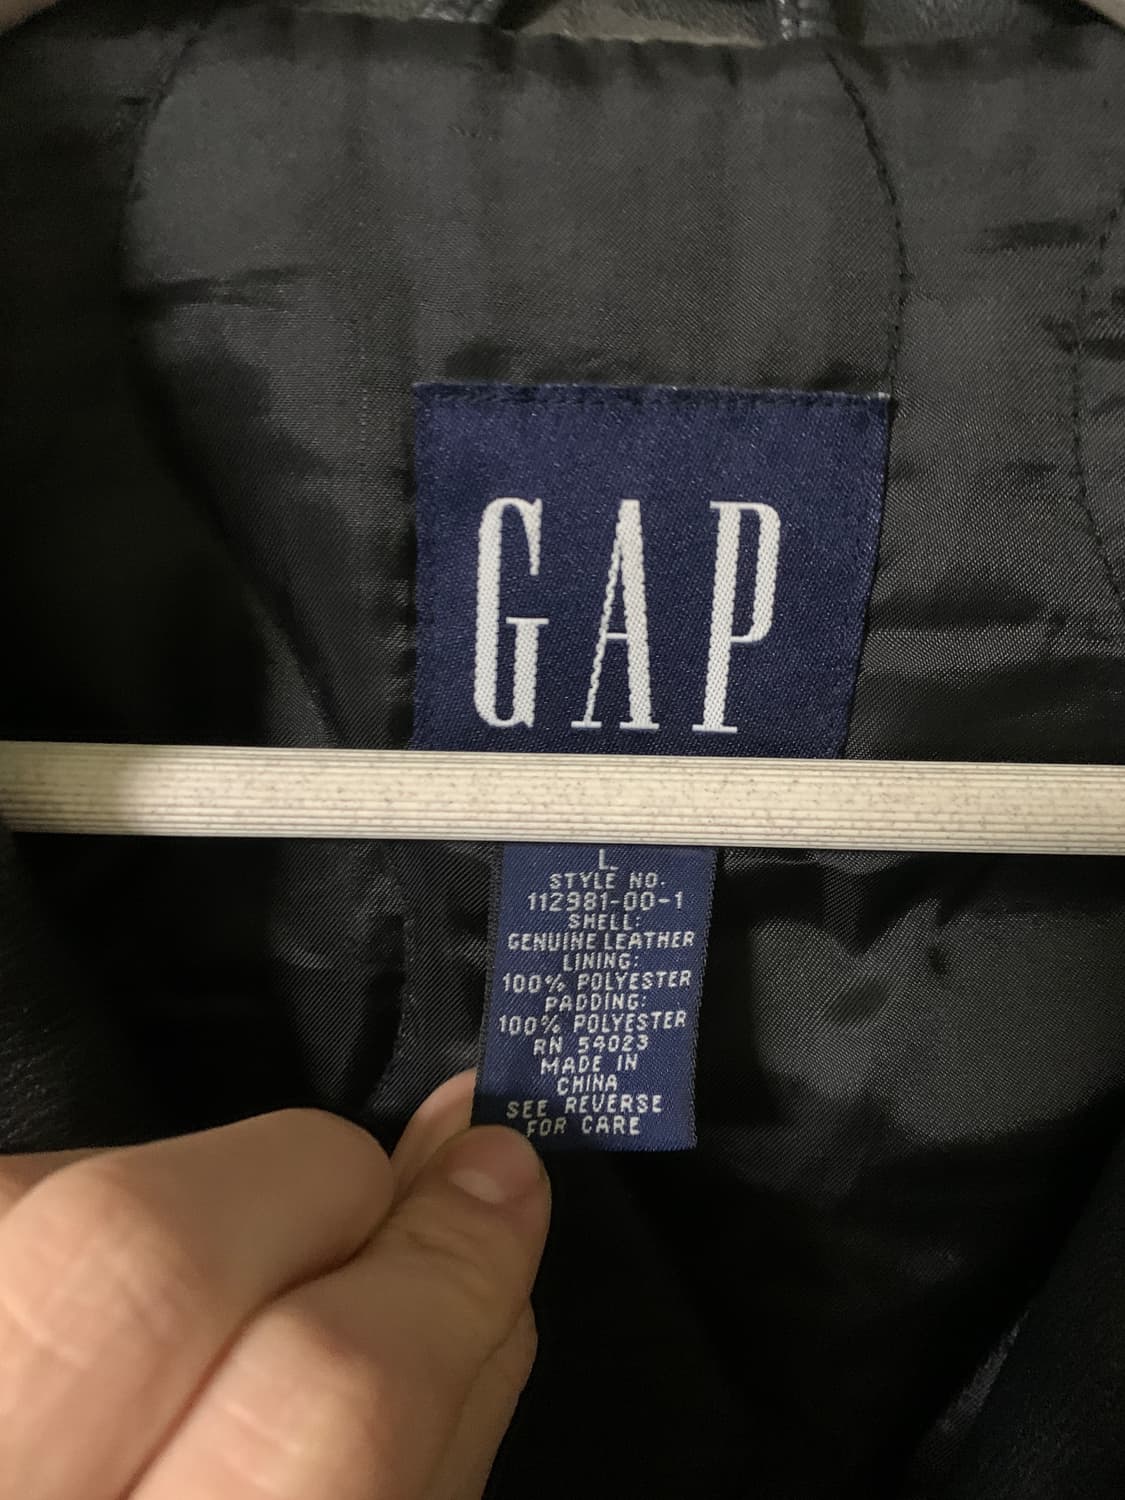 GAP
L
STYLE NO.
112981-00-1
SHELL:
GENUINE LEATHER
LINING:
100% POLYESTER
PADDING:
100% POLYESTER
RN 54023
MADE IN
CHINA
SEE REVERSE
FOR CARE